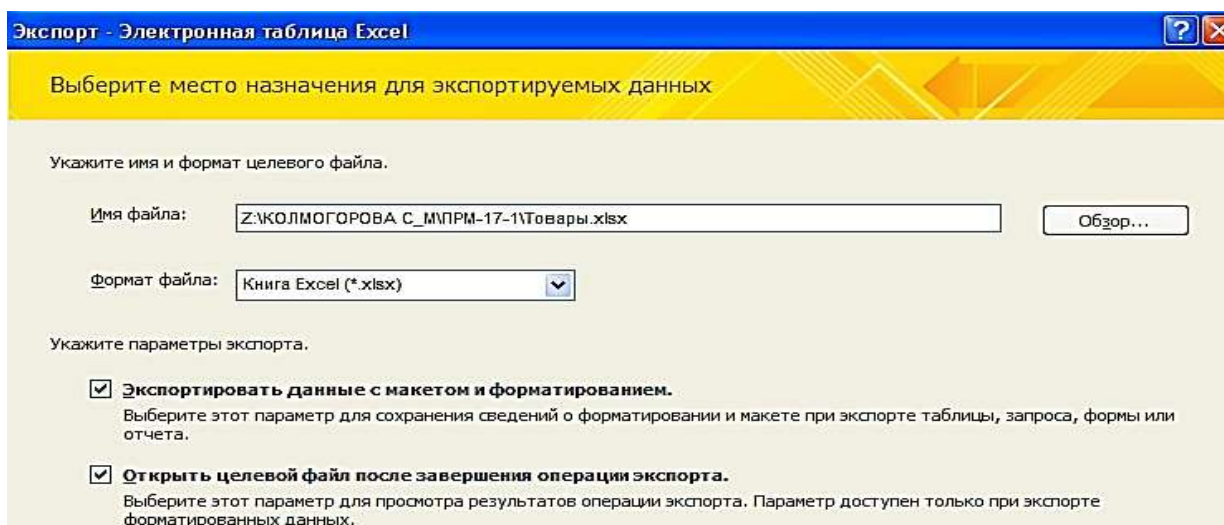 Экспорт - Электронная таблица Excel
Выберите место назначения для экспортируемых данных
Укажите имя и формат целевого файла.
Имя файла: Z:\КОЛМОГОРОВА С_М\ПРМ-17-1\Товары.xlsx Обзор...
Формат файла: Книга Excel (*.xlsx)
Укажите параметры экспорта.
Экспортировать данные с макетом и форматированием.
Выберите этот параметр для сохранения сведений о форматировании и макете при экспорте таблицы, запроса, формы или
отчета.
Открыть целевой файл после завершения операции экспорта.
Выберите этот параметр для просмотра результатов операции экспорта. Параметр доступен только при экспорте
форматированных данных.